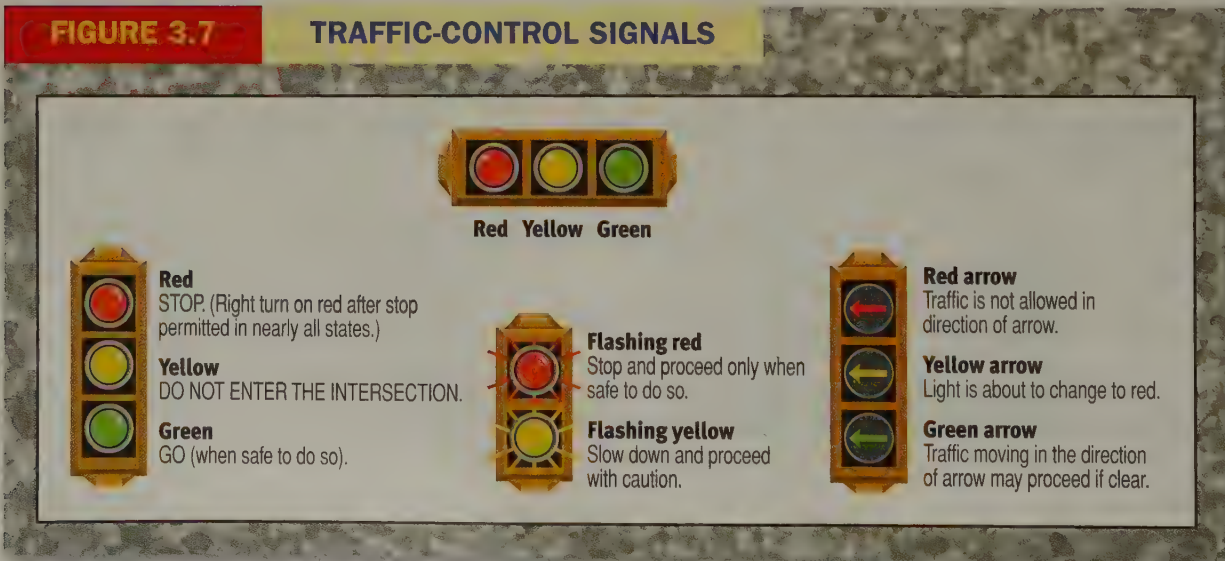 FIGURE 3.7
TRAFFIC-CONTROL SIGNALS
Red Yellow Green
Red
STOP. (Right turn on red after stop
permitted in nearly all states.)
Yellow
DO NOT ENTER THE INTERSECTION.
Green
GO (when safe to do so).
Flashing red
Stop and proceed only when
safe to do so.
Flashing yellow
Slow down and proceed
with caution.
Red arrow
Traffic is not allowed in
direction of arrow.
Yellow arrow
Light is about to change to red.
Green arrow
Traffic moving in the direction
of arrow may proceed if clear.